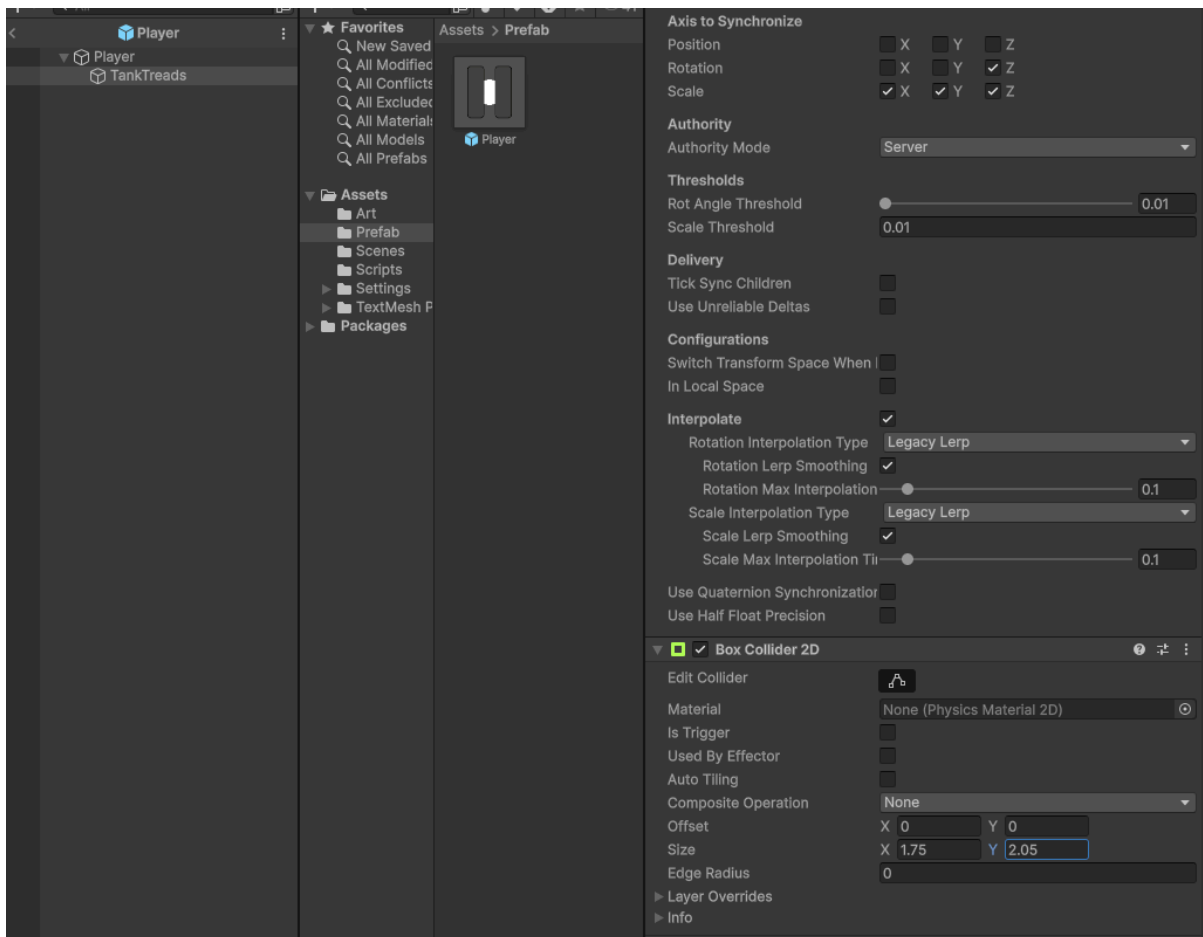 Player
Player
TankTreads
Favorites
New Saved
All Modified
All Conflicts
All Excluded
All Materials
All Models
All Prefabs
Assets
Art
Prefab
Scenes
Scripts
Settings
TextMesh P
Packages
Assets > Prefab
Player
Axis to Synchronize
Position X Y Z
Rotation X Y Z
Scale X Y Z
Authority
Authority Mode Server
Thresholds
Rot Angle Threshold 0.01
Scale Threshold 0.01
Delivery
Tick Sync Children
Use Unreliable Deltas
Configurations
Switch Transform Space When
In Local Space
Interpolate
Rotation Interpolation Type Legacy Lerp
Rotation Lerp Smoothing
Rotation Max Interpolation 0.1
Scale Interpolation Type Legacy Lerp
Scale Lerp Smoothing
Scale Max Interpolation Ti 0.1
Use Quaternion Synchronization
Use Half Float Precision
Box Collider 2D
Edit Collider
Material None (Physics Material 2D)
Is Trigger
Used By Effector
Auto Tiling
Composite Operation None
Offset X 0 Y 0
Size X 1.75 Y 2.05
Edge Radius 0
Layer Overrides
Info